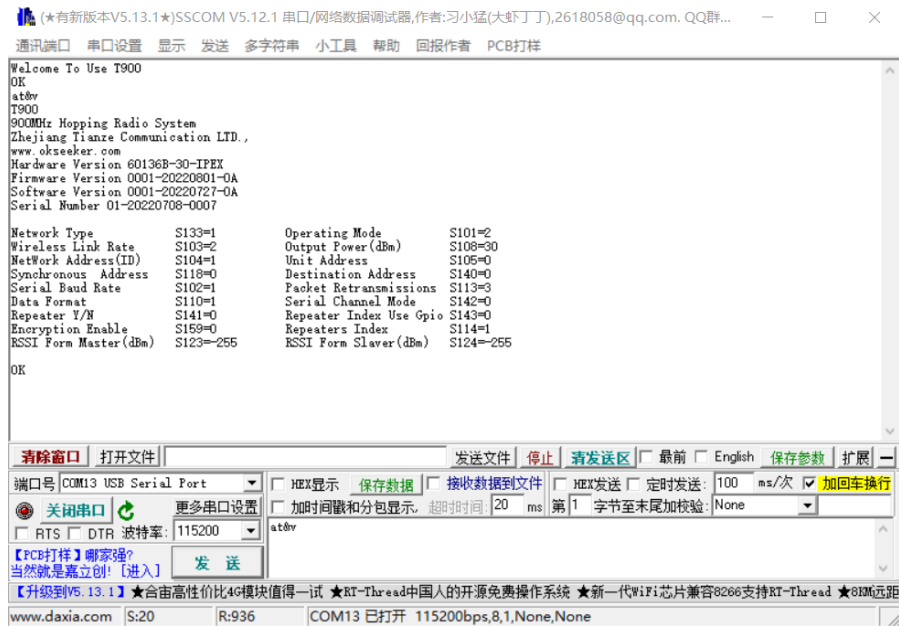 (★有新版本V5.13.1★)SSCOM V5.12.1 串口/网络数据调试器,作者:习小猛(大虾丁丁),2618058@qq.com. QQ群...
通讯端口 串口设置 显示 发送 多字符串 小工具 帮助 回报作者 PCB打样
Welcome To Use T900
OK
at&v
T900
900MHz Hopping Radio System
Zhejiang Tianze Communication LTD.,
www.okseeker.com
Hardware Version 60136B-30-IPEX
Firmware Version 0001-20220801-0A
Software Version 0001-20220727-0A
Serial Number 01-20220708-0007
Network Type S133=1 Operating Mode S101=2
Wireless Link Rate S103=2 Output Power(dBm) S108=30
NetWork Address(ID) S104=1 Unit Address S105=0
Synchronous Address S118=0 Destination Address S140=0
Serial Baud Rate S102=1 Packet Retransmissions S113=3
Data Format S110=1 Serial Channel Mode S142=0
Repeater Y/N S141=0 Repeater Index Use Gpio S143=0
Encryption Enable S159=0 Repeaters Index S114=1
RSSI Form Master(dBm) S123=-255 RSSI Form Slaver(dBm) S124=-255
OK
清除窗口 打开文件 发送文件 停止 清发送区 最前 English 保存参数 扩展 —
端口号 COM13 USB Serial Port HEX显示 保存数据 接收数据到文件 HEX发送 定时发送: 100 ms/次 加回车换行
关闭串口 更多串口设置 加时间戳和分包显示, 超时时间: 20 ms 第 1 字节 至 末尾 加校验: None
RTS DTR 波特率: 115200 at&v
【PCB打样】哪家强?
当然就是嘉立创! [进入] 发 送
【升级到V5.13.1】★合宙高性价比4G模块值得一试 ★RT-Thread中国人的开源免费操作系统 ★新一代WiFi芯片兼容8266支持RT-Thread ★8KM远距
www.daxia.com S:20 R:936 COM13 已打开 115200bps,8,1,None,None